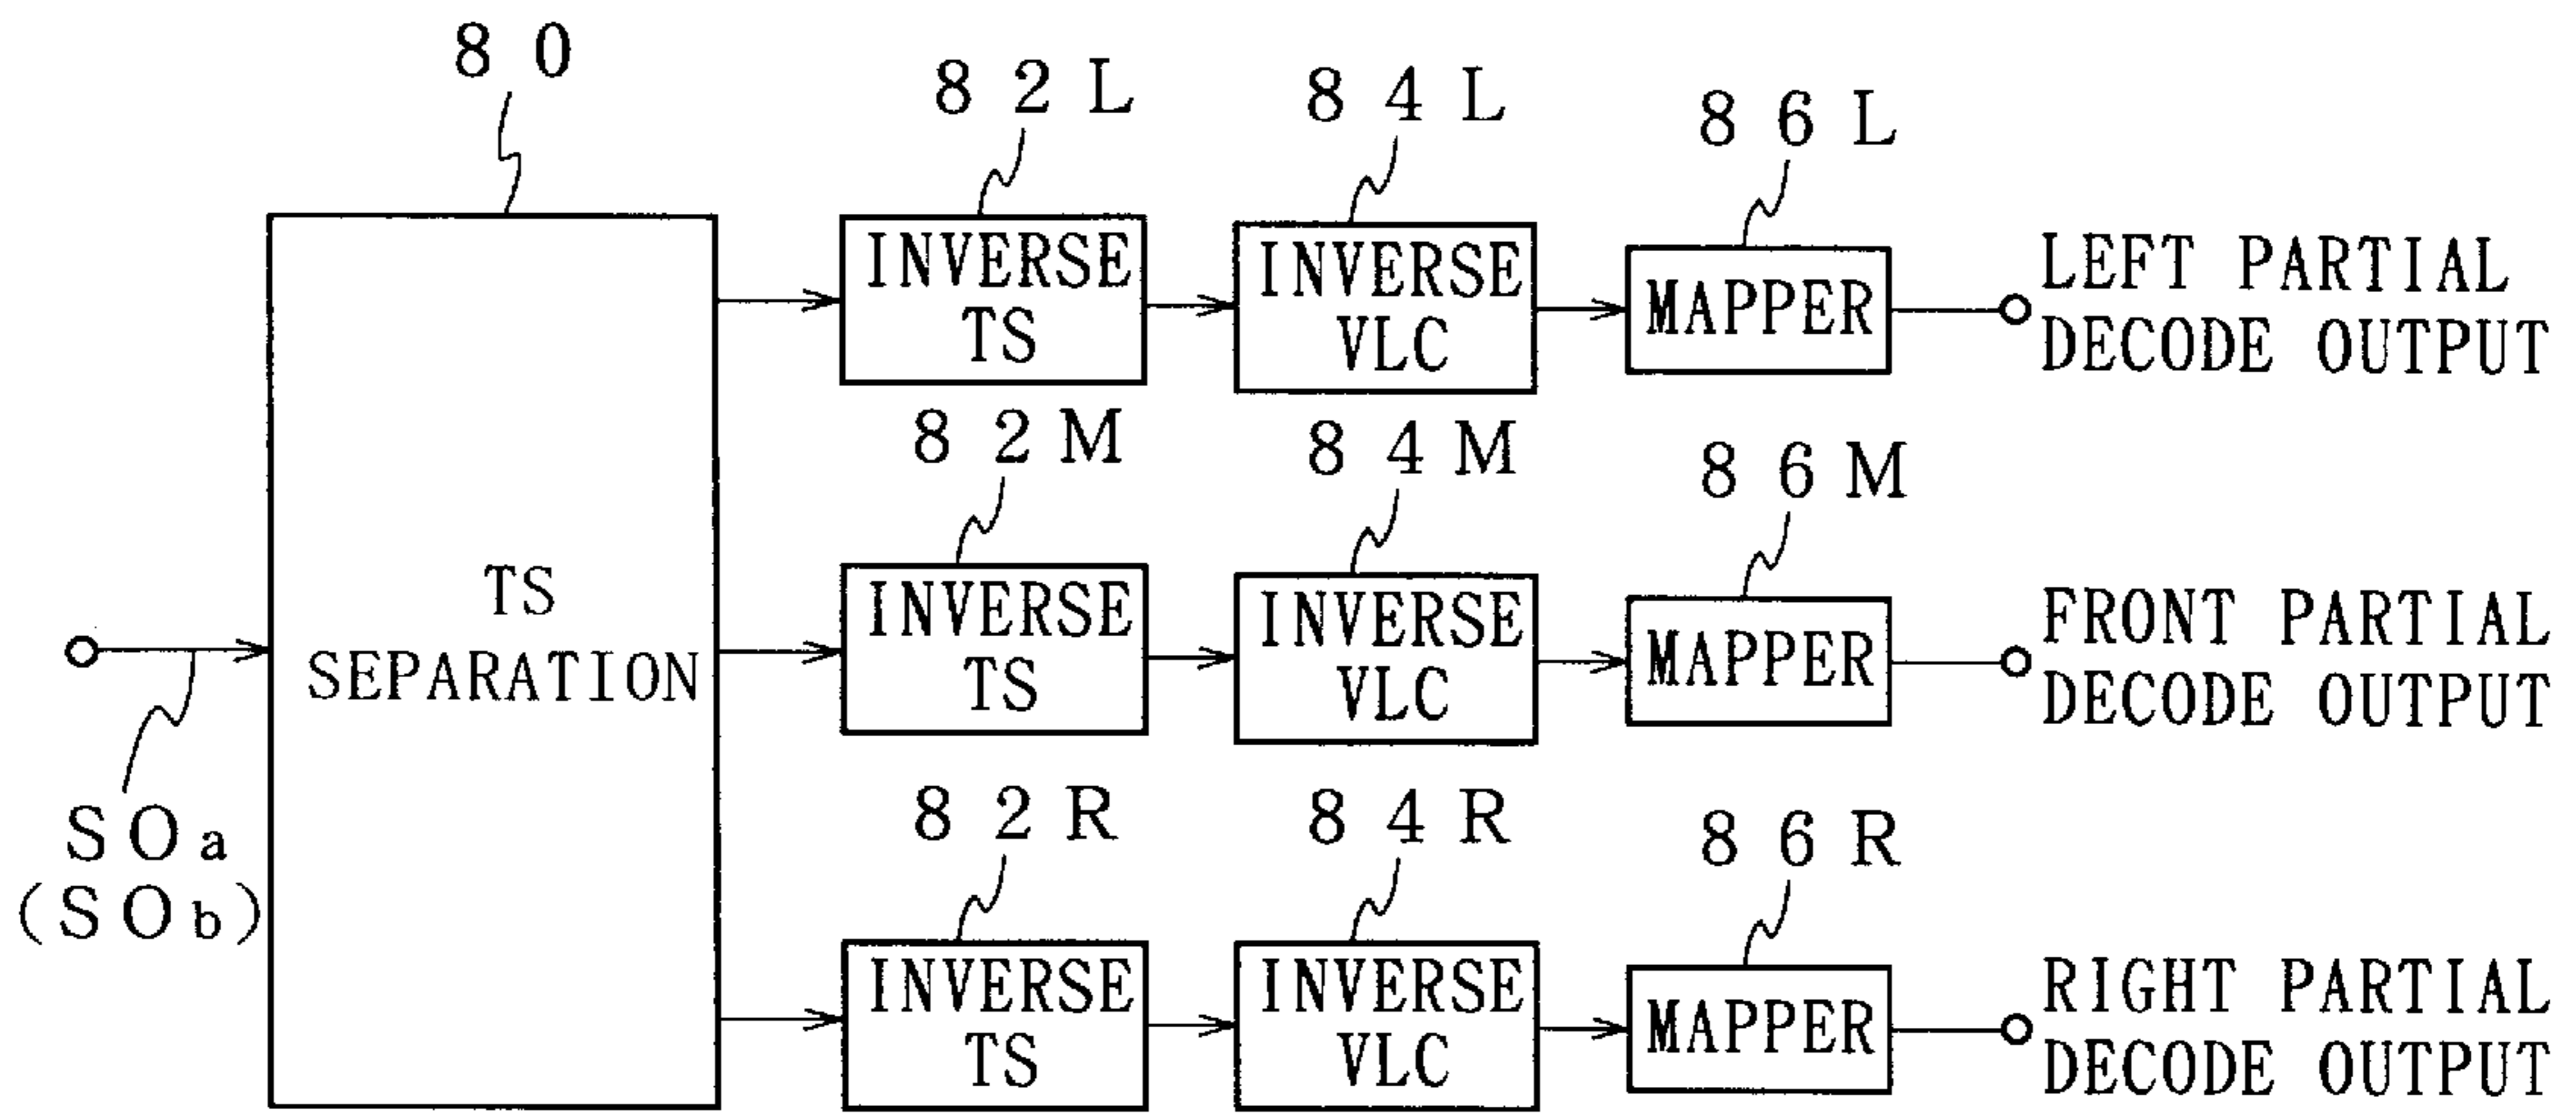 80
82L
84L
86L
INVERSE
TS
INVERSE
VLC
MAPPER
LEFT PARTIAL
DECODE OUTPUT
82M
84M
86M
TS
SEPARATION
INVERSE
TS
INVERSE
VLC
MAPPER
FRONT PARTIAL
DECODE OUTPUT
SOa
(SOb)
82R
84R
86R
INVERSE
TS
INVERSE
VLC
MAPPER
RIGHT PARTIAL
DECODE OUTPUT